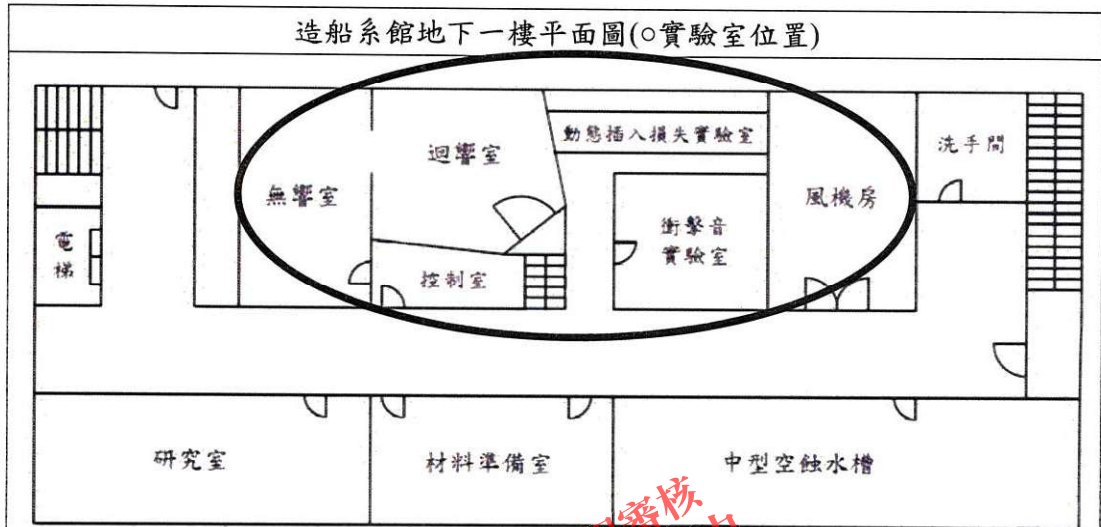 造船系館地下一樓平面圖(○實驗室位置)
動態插入損失實驗室
迴響室
洗手間
無響室
風機房
衝擊音
實驗室
電
梯
控制室
研究室
材料準備室
中型空蝕水槽
審核